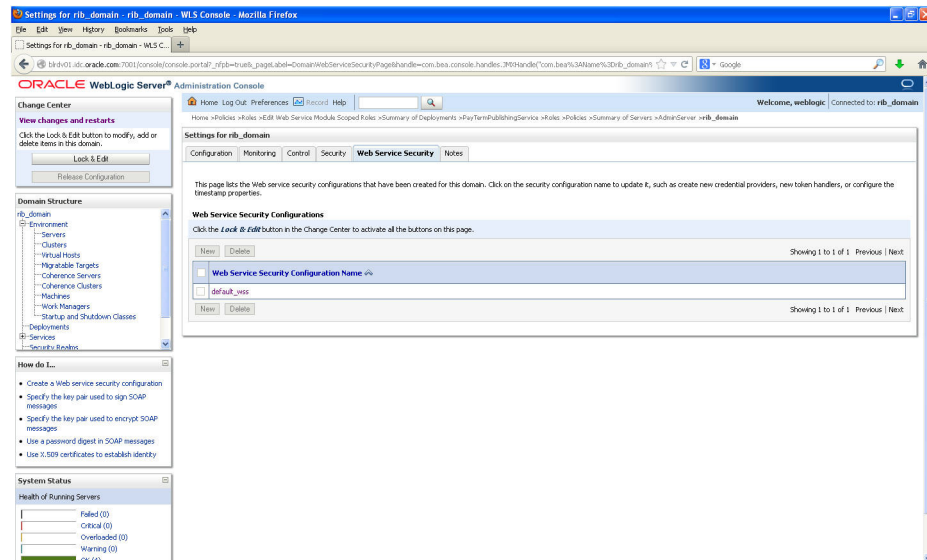 Settings for rib_domain - rib_domain - WLS Console - Mozilla Firefox
File Edit View History Bookmarks Tools Help
Settings for rib_domain - rib_domain - WLS C... +
blrdv01.idc.oracle.com:7001/console/console.portal?_nfpb=true&_pageLabel=DomainWebServiceSecurityPage&handle=com.bea.console.handles.JMXHandle("com.bea%3AName%3Drib_domain% Google
ORACLE WebLogic Server® Administration Console
Change Center
View changes and restarts
Click the Lock & Edit button to modify, add or
delete items in this domain.
Lock & Edit
Release Configuration
Domain Structure
rib_domain
Environment
Servers
Clusters
Virtual Hosts
Migratable Targets
Coherence Servers
Coherence Clusters
Machines
Work Managers
Startup and Shutdown Classes
Deployments
Services
Security Realms
How do I...
Create a Web service security configuration
Specify the key pair used to sign SOAP
messages
Specify the key pair used to encrypt SOAP
messages
Use a password digest in SOAP messages
Use X.509 certificates to establish identity
System Status
Health of Running Servers
Failed (0)
Critical (0)
Overloaded (0)
Warning (0)
Home Log Out Preferences Record Help
Welcome, weblogic Connected to: rib_domain
Home >Policies >Roles >Edit Web Service Module Scoped Roles >Summary of Deployments >PayTermPublishingService >Roles >Policies >Summary of Servers >AdminServer >rib_domain
Settings for rib_domain
Configuration Monitoring Control Security Web Service Security Notes
This page lists the Web service security configurations that have been created for this domain. Click on the security configuration name to update it, such as create new credential providers, new token handlers, or configure the
timestamp properties.
Web Service Security Configurations
Click the Lock & Edit button in the Change Center to activate all the buttons on this page.
New Delete Showing 1 to 1 of 1 Previous | Next
Web Service Security Configuration Name
default_wss
New Delete Showing 1 to 1 of 1 Previous | Next